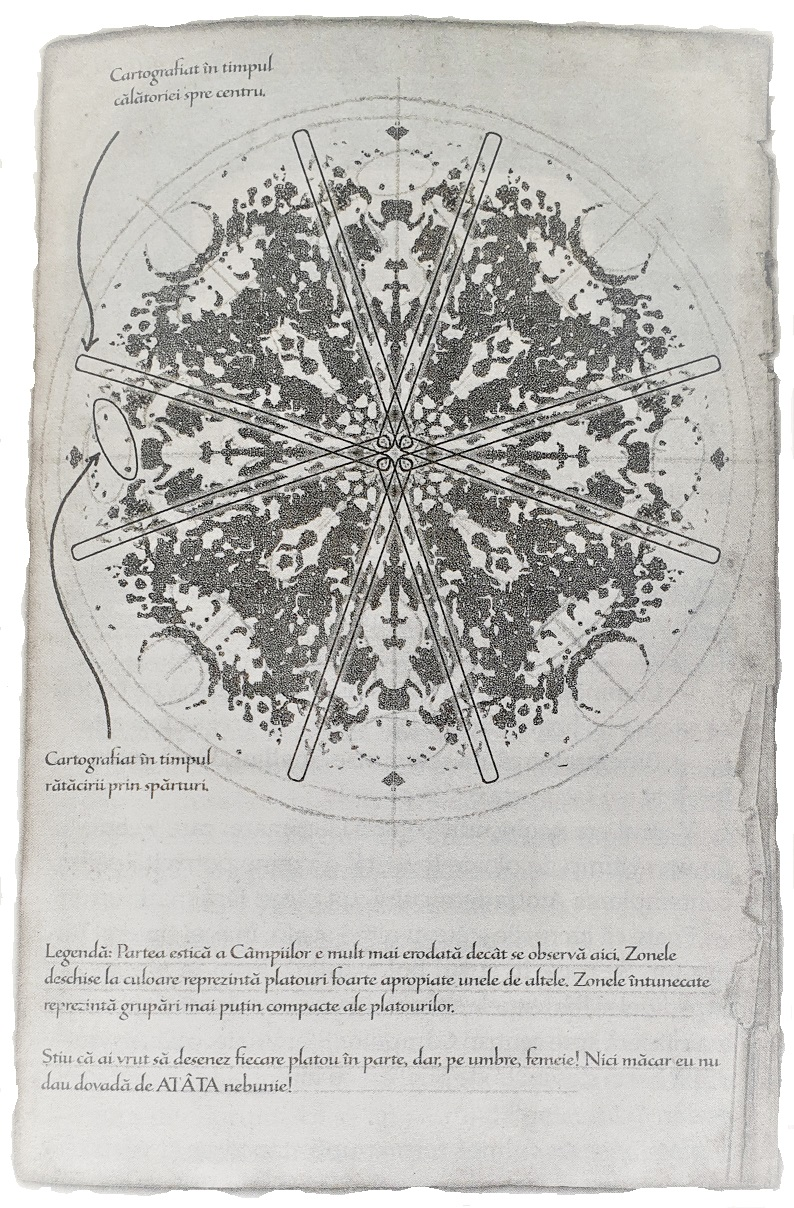 Cartografiat în timpul
călătoriei spre centru.
Cartografiat în timpul
rătăcirii prin spărturi.
Legendă: Partea estică a Câmpiilor e mult mai erodată decât se observă aici. Zonele
deschise la culoare reprezintă platouri foarte apropiate unele de altele. Zonele întunecate
reprezintă grupări mai puțin compacte ale platourilor.
Știu că ai vrut să desenez fiecare platou în parte, dar, pe umbre, femeie! Nici măcar eu nu
dau dovadă de ATÂTA nebunie!